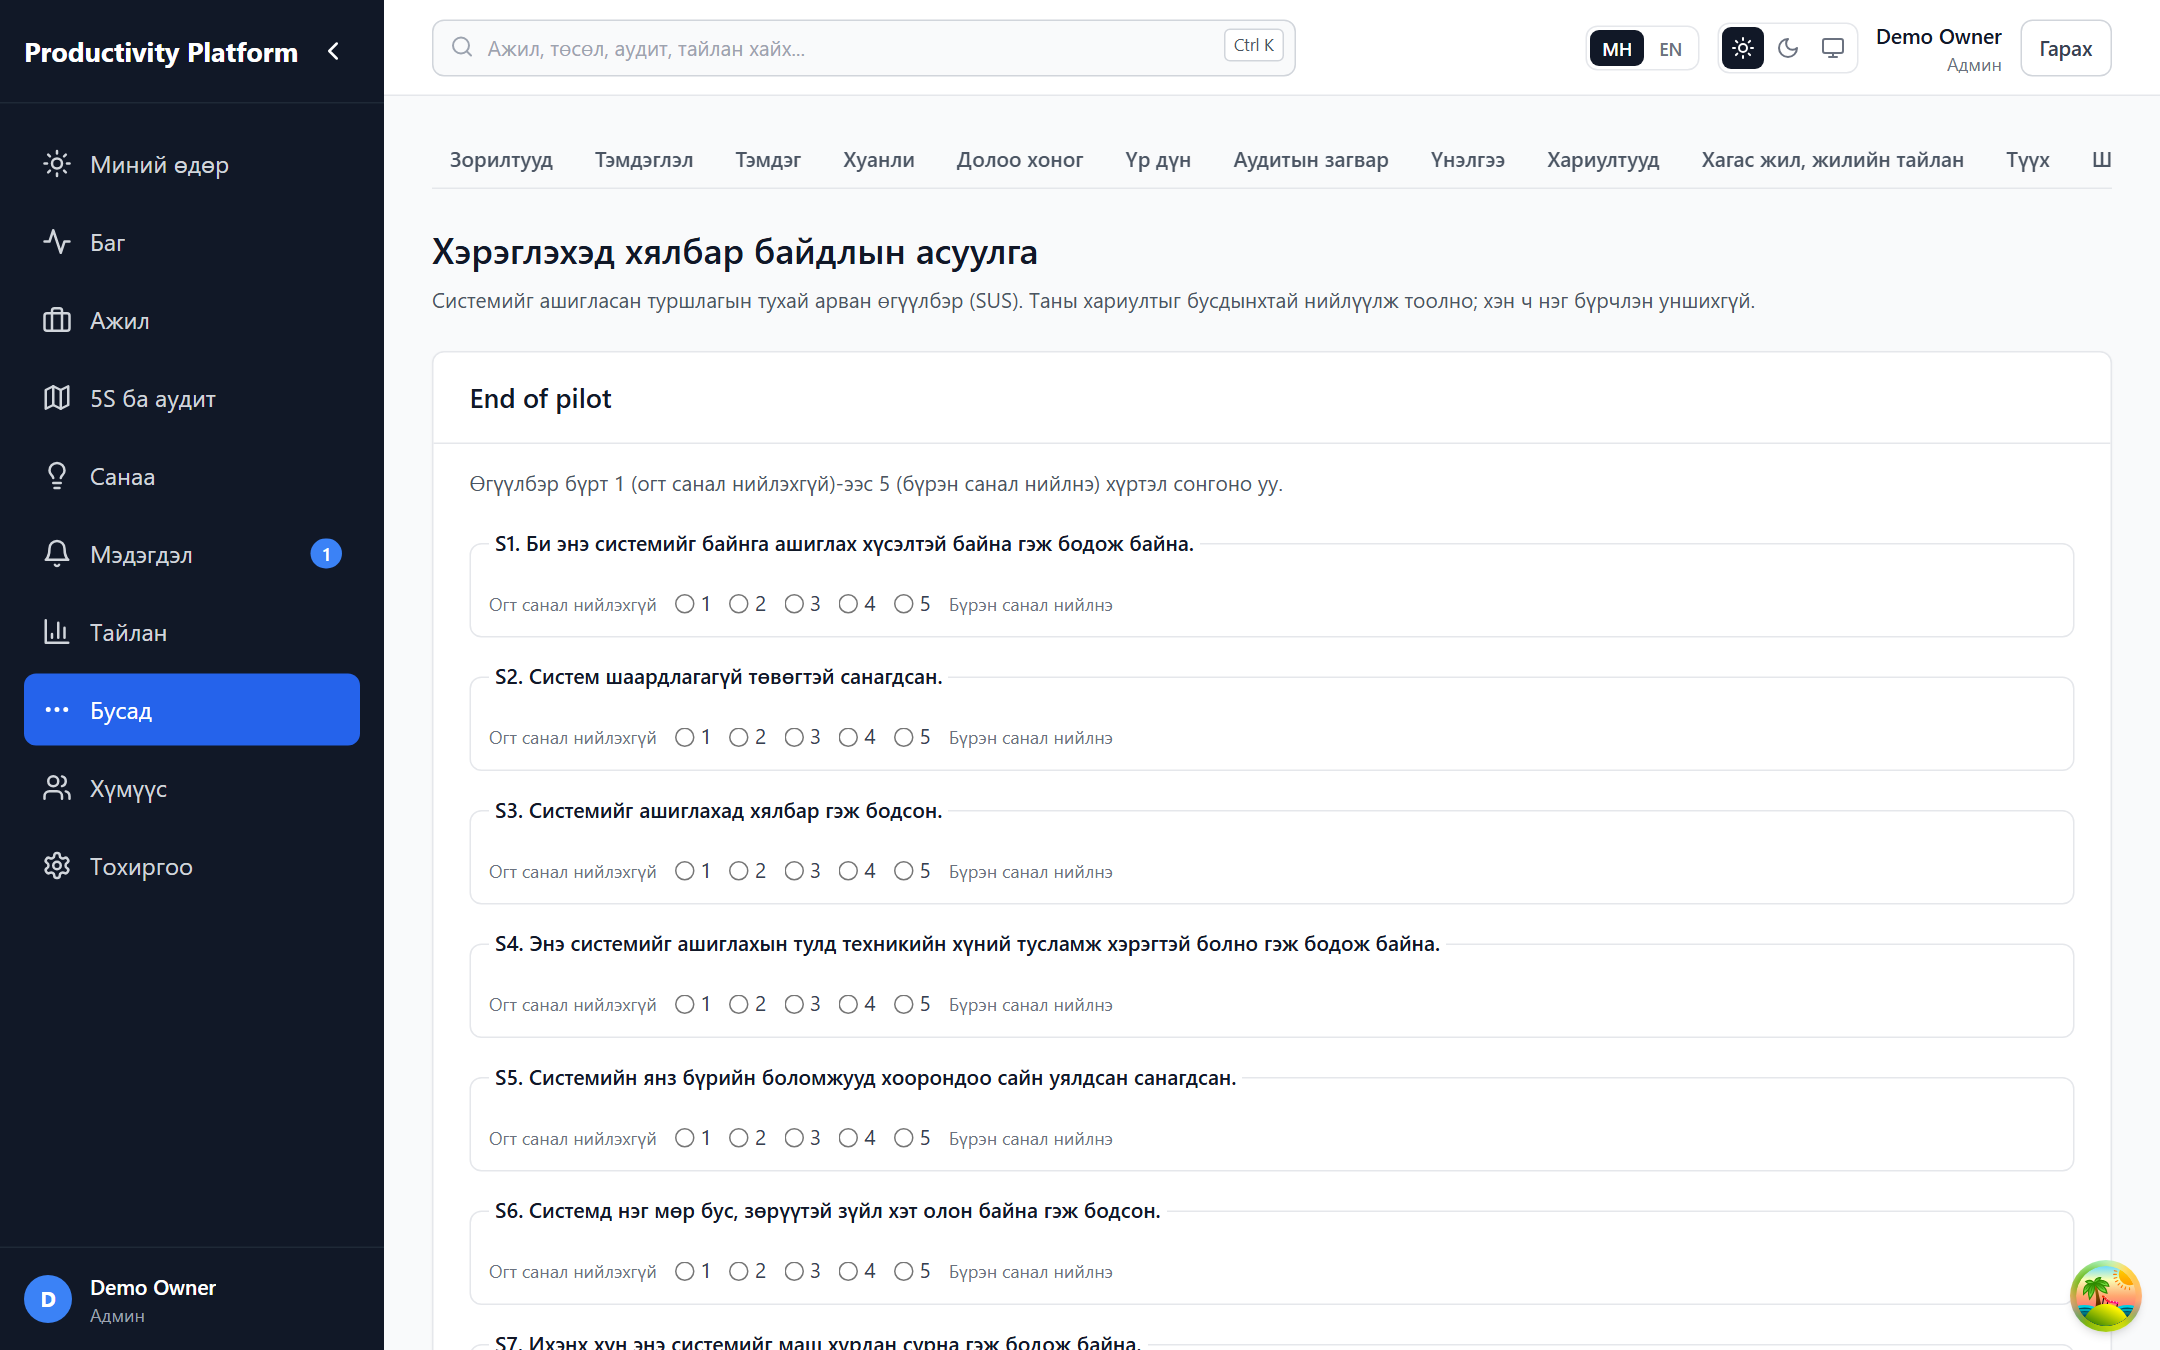 Productivity Platform
Ажил, төсөл, аудит, тайлан хайх...
Ctrl K
МН EN
Demo Owner
Админ
Гарах
Миний өдөр
Баг
Ажил
5S ба аудит
Санаа
Мэдэгдэл 1
Тайлан
Бусад
Хүмүүс
Тохиргоо
Demo Owner
Админ
D
Зорилтууд Тэмдэглэл Тэмдэг Хуанли Долоо хоног Үр дүн Аудитын загвар Үнэлгээ Хариултууд Хагас жил, жилийн тайлан Түүх Ш
Хэрэглэхэд хялбар байдлын асуулга
Системийг ашигласан туршлагын тухай арван өгүүлбэр (SUS). Таны хариултыг бусдынхтай нийлүүлж тоолно; хэн ч нэг бүрчлэн уншихгүй.
End of pilot
Өгүүлбэр бүрт 1 (огт санал нийлэхгүй)-ээс 5 (бүрэн санал нийлнэ) хүртэл сонгоно уу.
S1. Би энэ системийг байнга ашиглах хүсэлтэй байна гэж бодож байна.
Огт санал нийлэхгүй 1 2 3 4 5 Бүрэн санал нийлнэ
S2. Систем шаардлагагүй төвөгтэй санагдсан.
Огт санал нийлэхгүй 1 2 3 4 5 Бүрэн санал нийлнэ
S3. Системийг ашиглахад хялбар гэж бодсон.
Огт санал нийлэхгүй 1 2 3 4 5 Бүрэн санал нийлнэ
S4. Энэ системийг ашиглахын тулд техникийн хүний тусламж хэрэгтэй болно гэж бодож байна.
Огт санал нийлэхгүй 1 2 3 4 5 Бүрэн санал нийлнэ
S5. Системийн янз бүрийн боломжууд хоорондоо сайн уялдсан санагдсан.
Огт санал нийлэхгүй 1 2 3 4 5 Бүрэн санал нийлнэ
S6. Системд нэг мөр бус, зөрүүтэй зүйл хэт олон байна гэж бодсон.
Огт санал нийлэхгүй 1 2 3 4 5 Бүрэн санал нийлнэ
S7. Ихэнх хүн энэ системийг маш хурдан сурна гэж бодож байна.